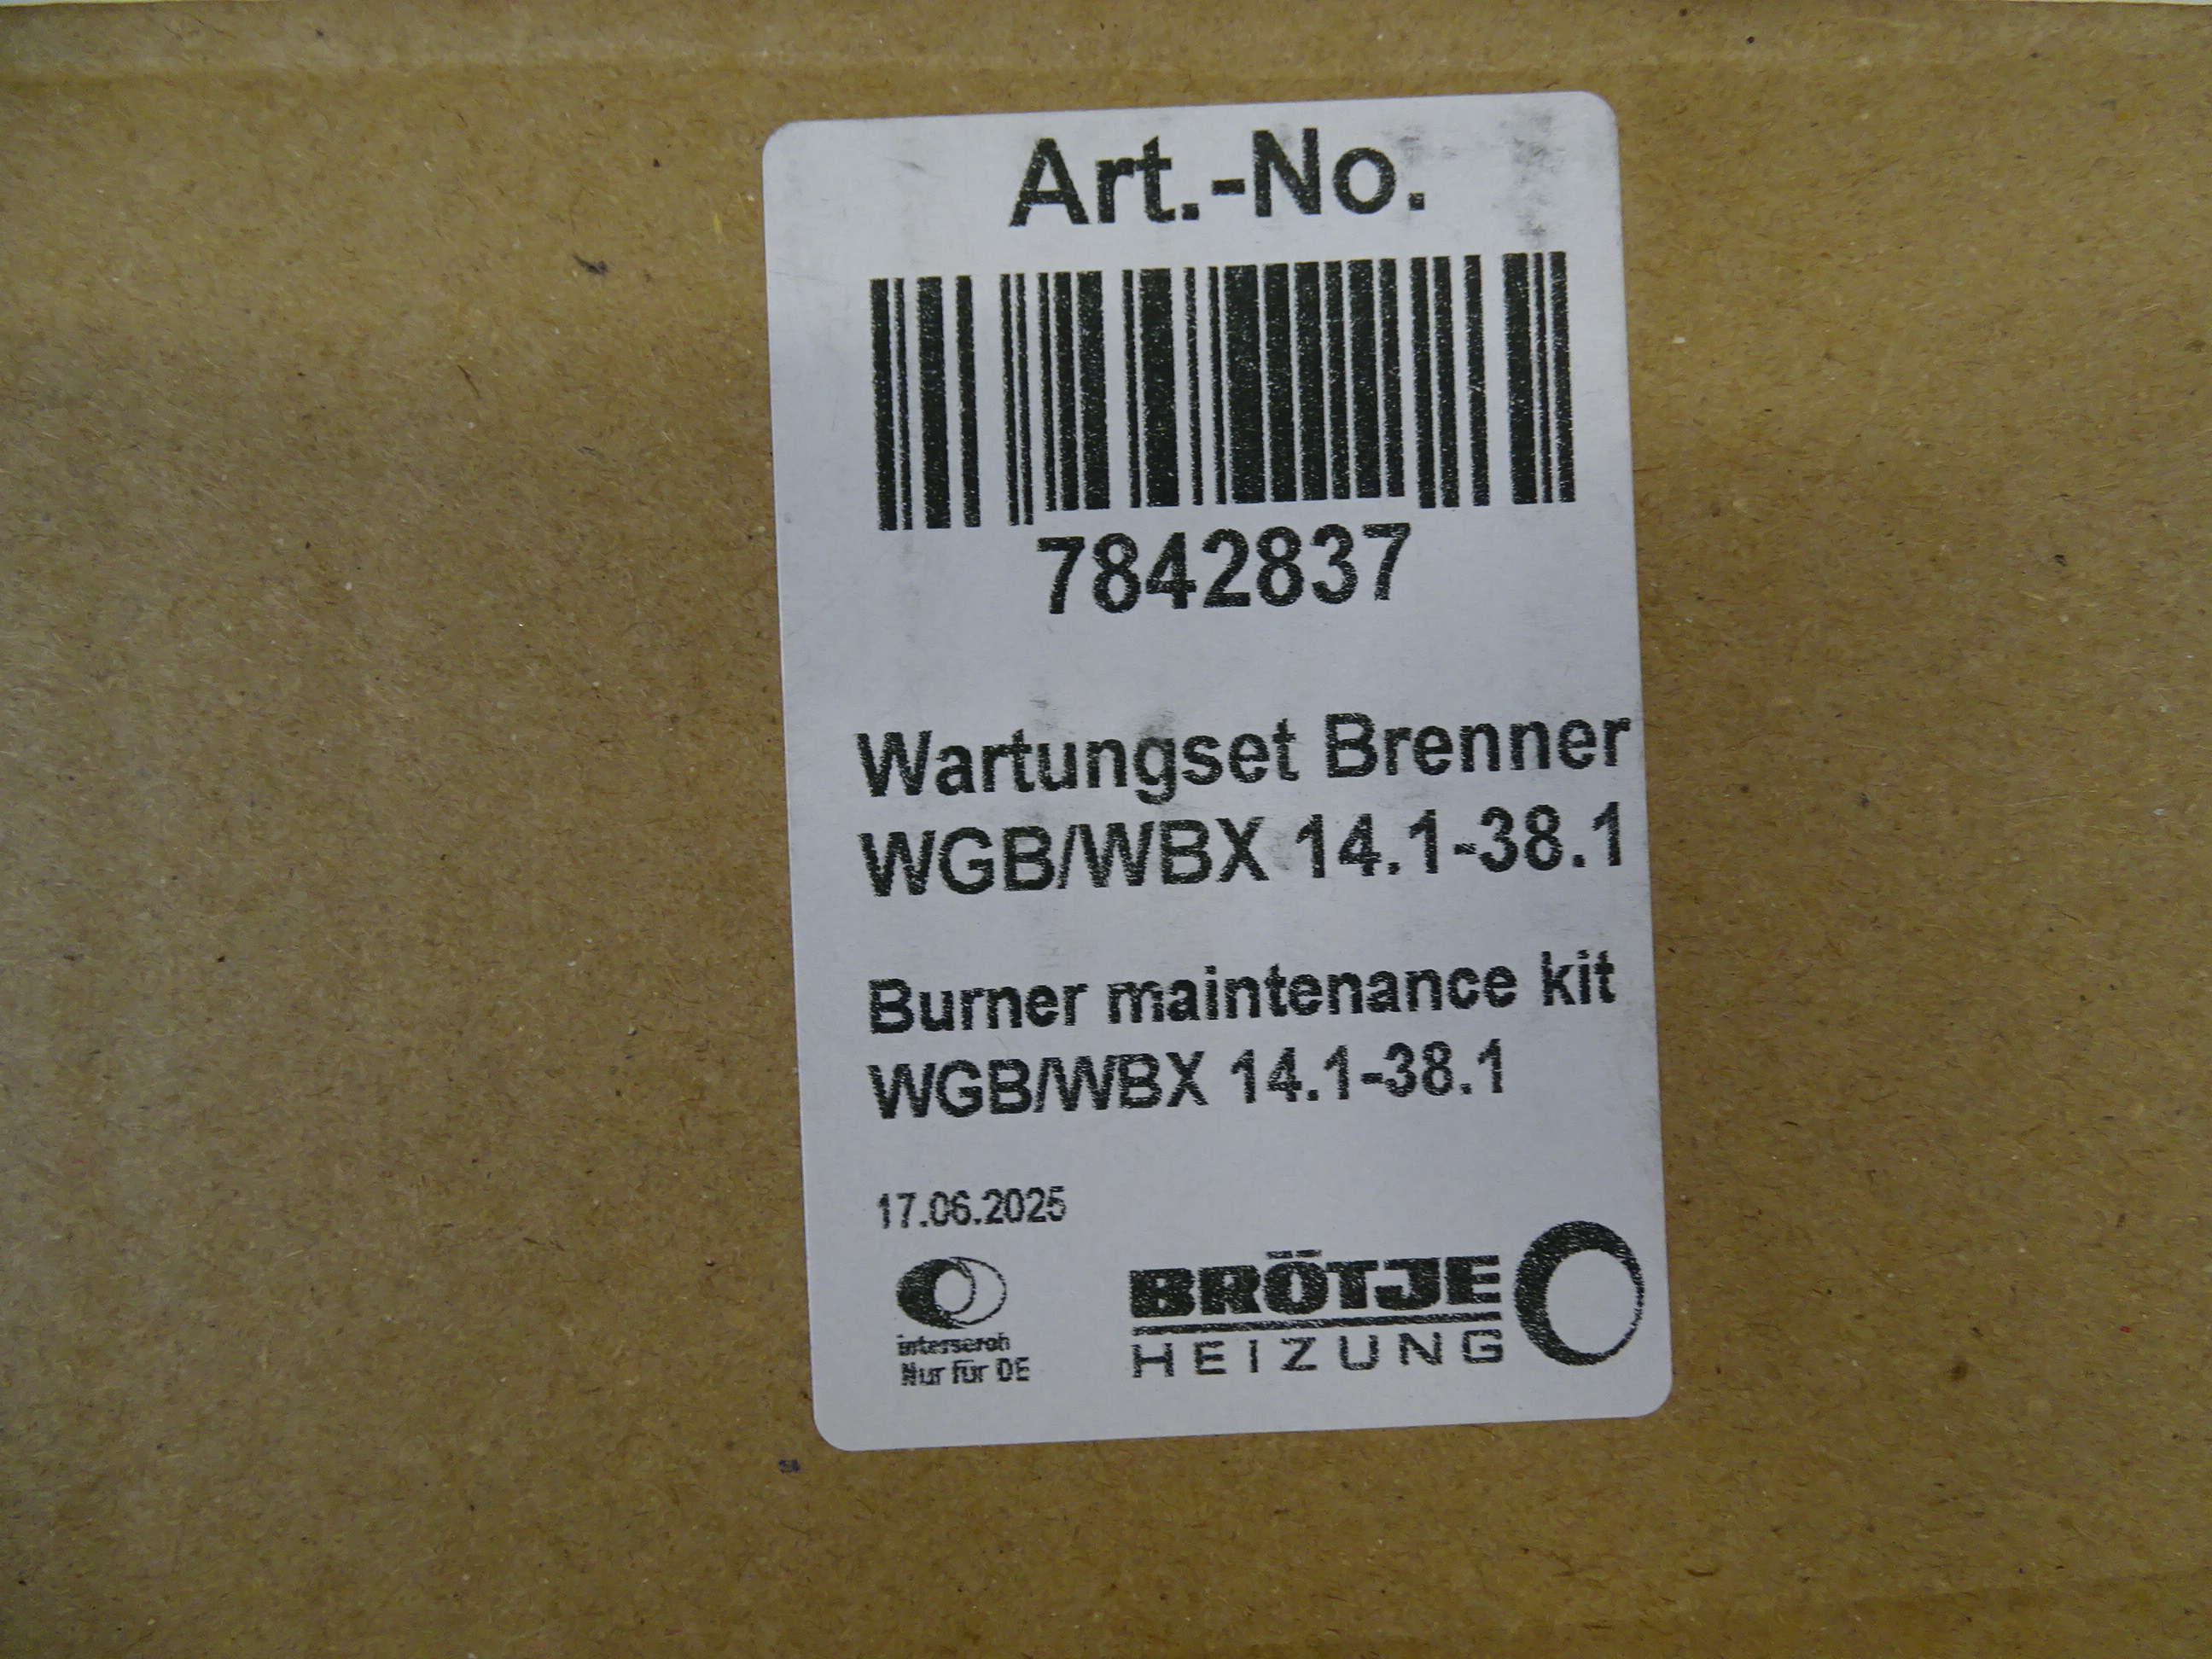 Art.-No.
7842837
Wartungset Brenner
WGB/WBX 14.1-38.1
Burner maintenance kit
WGB/WBX 14.1-38.1
17.06.2025
interseroh
Nur für DE
BRÖTJE
HEIZUNG